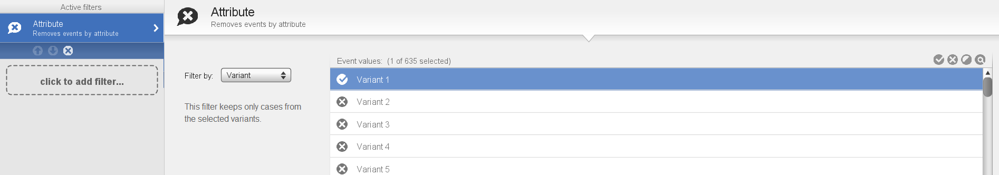 Active filters
Attribute
Removes events by attribute
click to add filter...
Attribute
Removes events by attribute
Filter by: Variant
This filter keeps only cases from
the selected variants.
Event values: (1 of 635 selected)
Variant 1
Variant 2
Variant 3
Variant 4
Variant 5